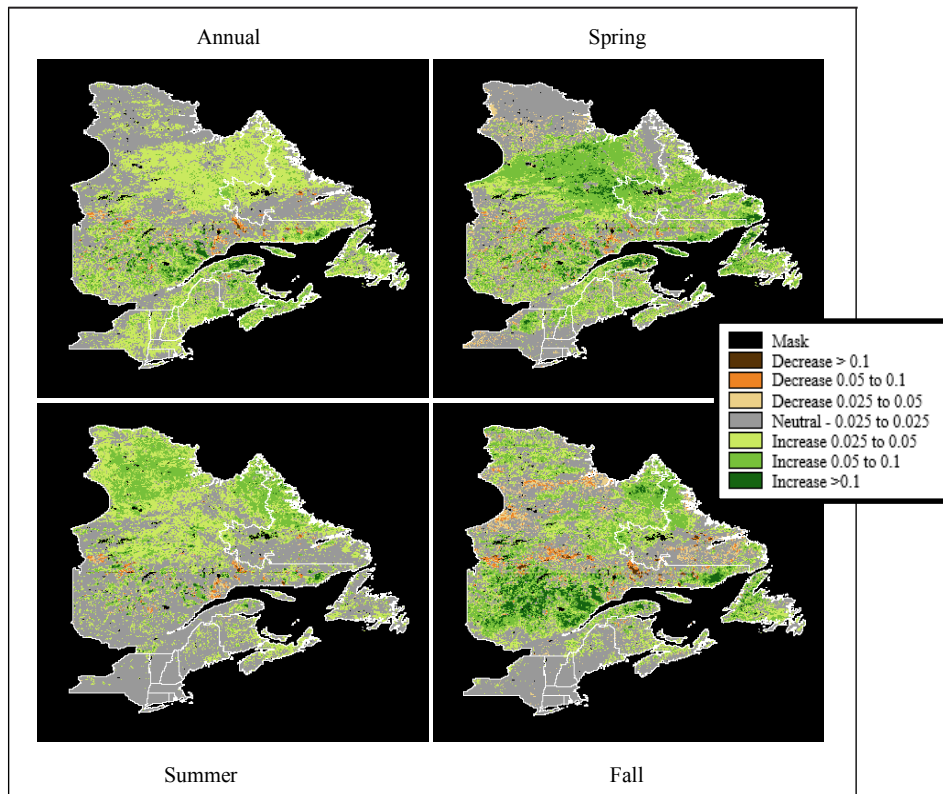 Annual
Spring
Mask
Decrease > 0.1
Decrease 0.05 to 0.1
Decrease 0.025 to 0.05
Neutral - 0.025 to 0.025
Increase 0.025 to 0.05
Increase 0.05 to 0.1
Increase >0.1
Summer
Fall